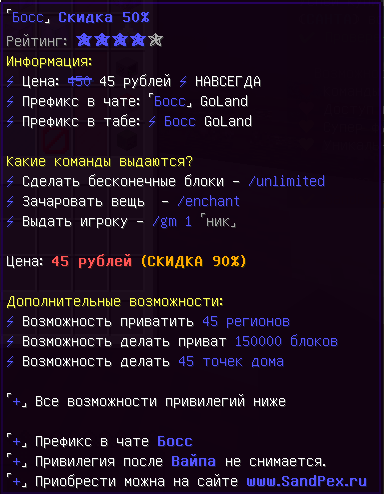 「Босс」 Скидка 50%
Рейтинг: ★★★★☆
Информация:
⚡ Цена: 450 45 рублей ⚡ НАВСЕГДА
⚡ Префикс в чате: 「Босс」 GoLand
⚡ Префикс в табе: ⚡ Босс GoLand
Какие команды выдаются?
⚡ Сделать бесконечные блоки - /unlimited
⚡ Зачаровать вещь - /enchant
⚡ Выдать игроку - /gm 1 「ник」
Цена: 45 рублей (СКИДКА 90%)
Дополнительные возможности:
⚡ Возможность приватить 45 регионов
⚡ Возможность делать приват 150000 блоков
⚡ Возможность делать 45 точек дома
「+」 Все возможности привилегий ниже
「+」 Префикс в чате Босс
「+」 Привилегия после Вайпа не снимается.
「+」 Приобрести можна на сайте www.SandPex.ru